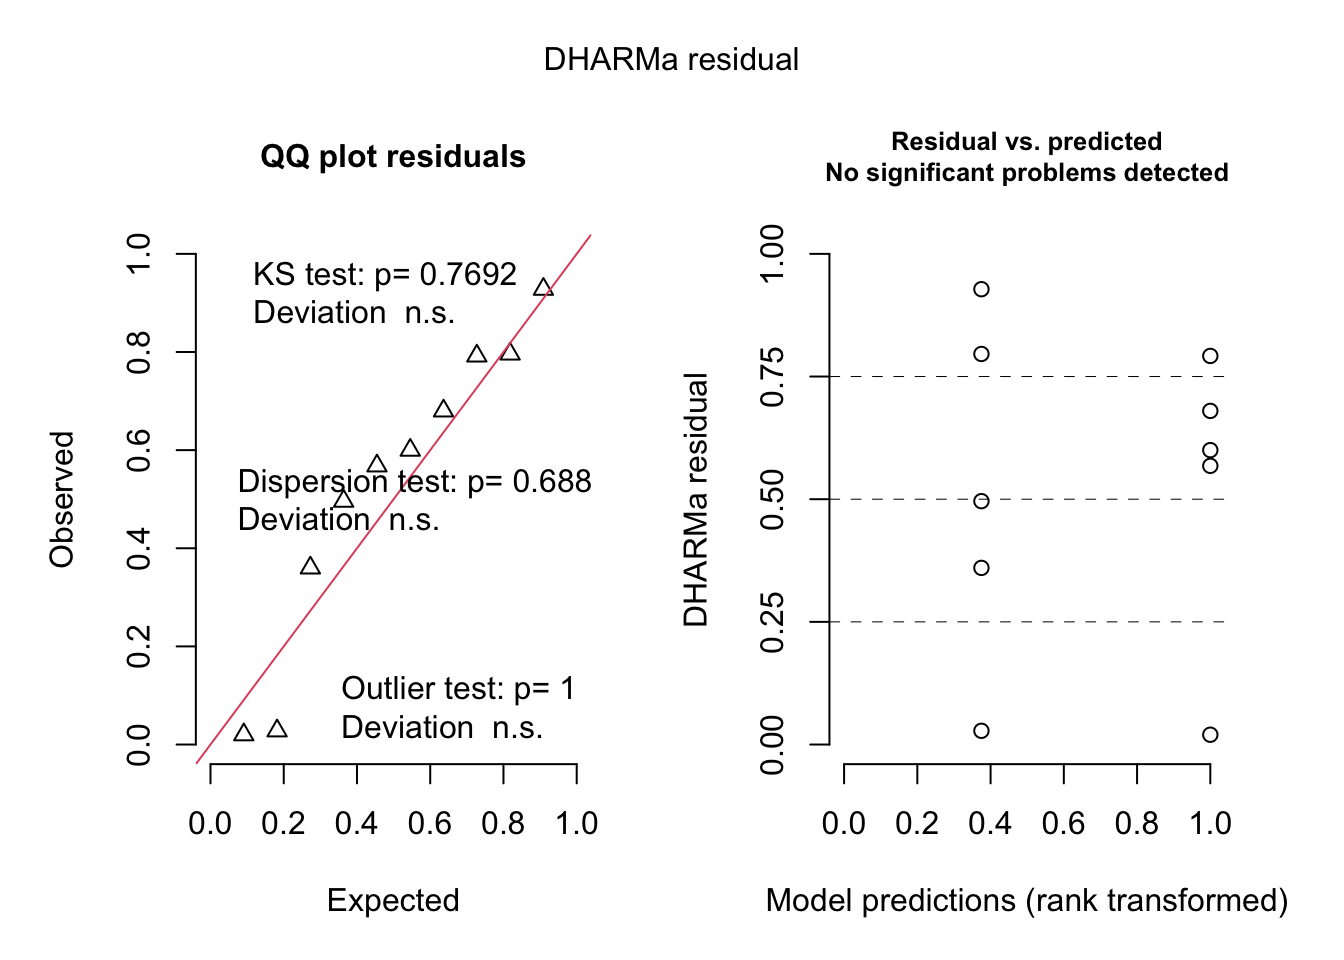 DHARMa residual
QQ plot residuals
KS test: p= 0.7692
Deviation  n.s.
Dispersion test: p= 0.688
Deviation  n.s.
Outlier test: p= 1
Deviation  n.s.
Observed
0.0
0.2
0.4
0.6
0.8
1.0
0.0 0.2 0.4 0.6 0.8 1.0
Expected
Residual vs. predicted
No significant problems detected
DHARMa residual
0.00
0.25
0.50
0.75
1.00
0.0 0.2 0.4 0.6 0.8 1.0
Model predictions (rank transformed)